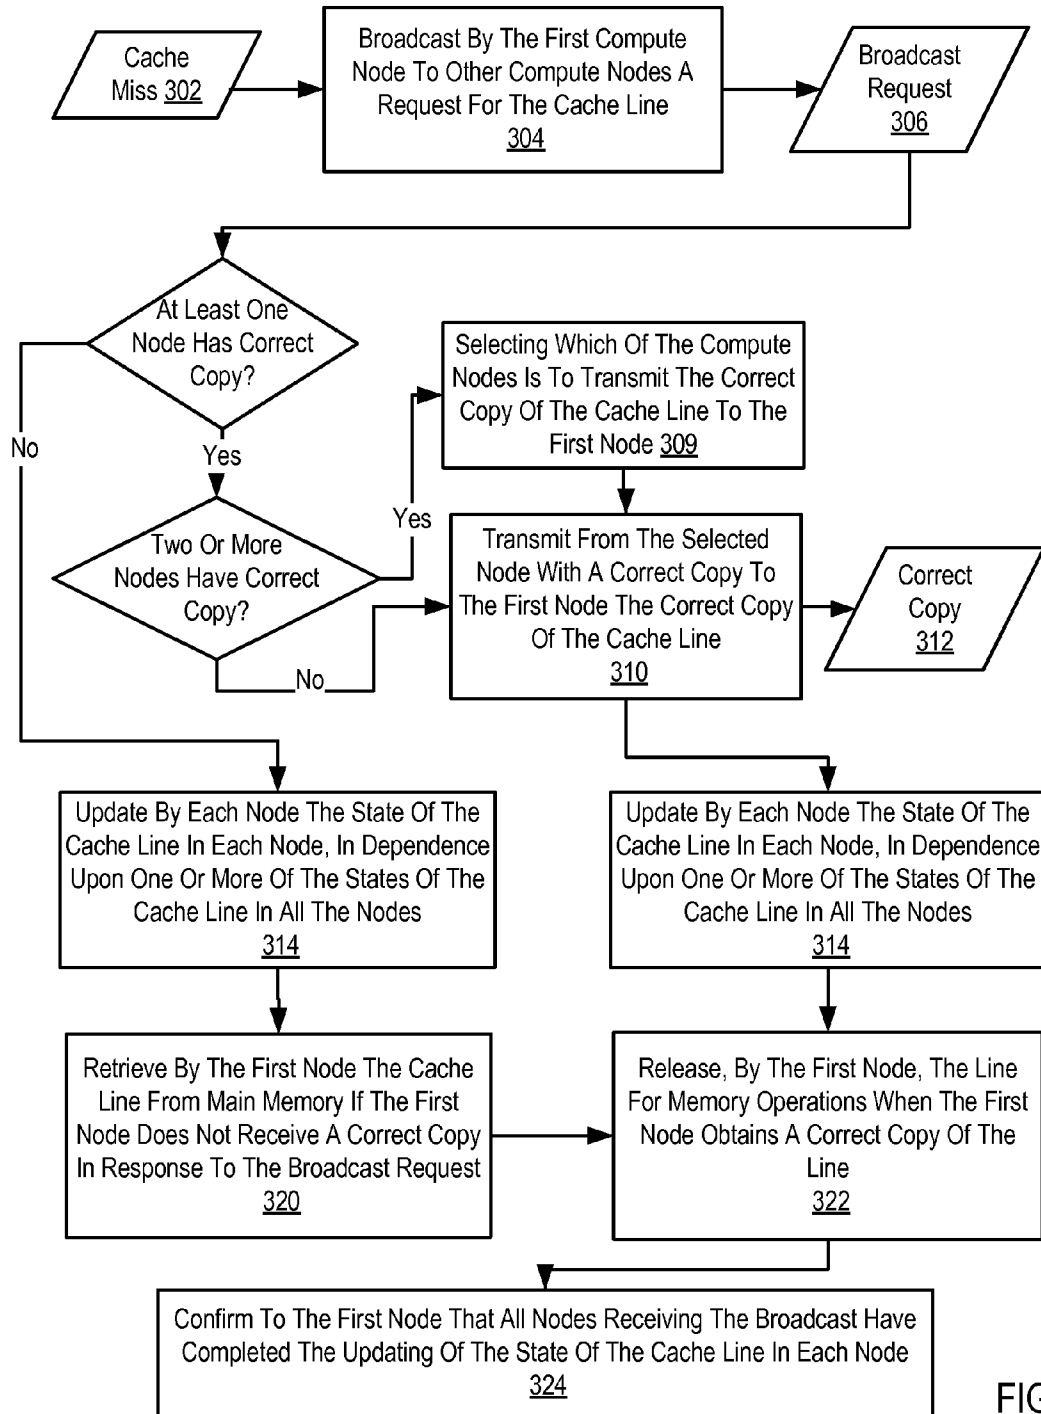 Cache
Miss 302
Broadcast By The First Compute
Node To Other Compute Nodes A
Request For The Cache Line
304
Broadcast
Request
306
At Least One
Node Has Correct
Copy?
No
Yes
Selecting Which Of The Compute
Nodes Is To Transmit The Correct
Copy Of The Cache Line To The
First Node 309
Two Or More
Nodes Have Correct
Copy?
Yes
No
Transmit From The Selected
Node With A Correct Copy To
The First Node The Correct Copy
Of The Cache Line
310
Correct
Copy
312
Update By Each Node The State Of The
Cache Line In Each Node, In Dependence
Upon One Or More Of The States Of The
Cache Line In All The Nodes
314
Update By Each Node The State Of The
Cache Line In Each Node, In Dependence
Upon One Or More Of The States Of The
Cache Line In All The Nodes
314
Retrieve By The First Node The Cache
Line From Main Memory If The First
Node Does Not Receive A Correct Copy
In Response To The Broadcast Request
320
Release, By The First Node, The Line
For Memory Operations When The First
Node Obtains A Correct Copy Of The
Line
322
Confirm To The First Node That All Nodes Receiving The Broadcast Have
Completed The Updating Of The State Of The Cache Line In Each Node
324
FIG